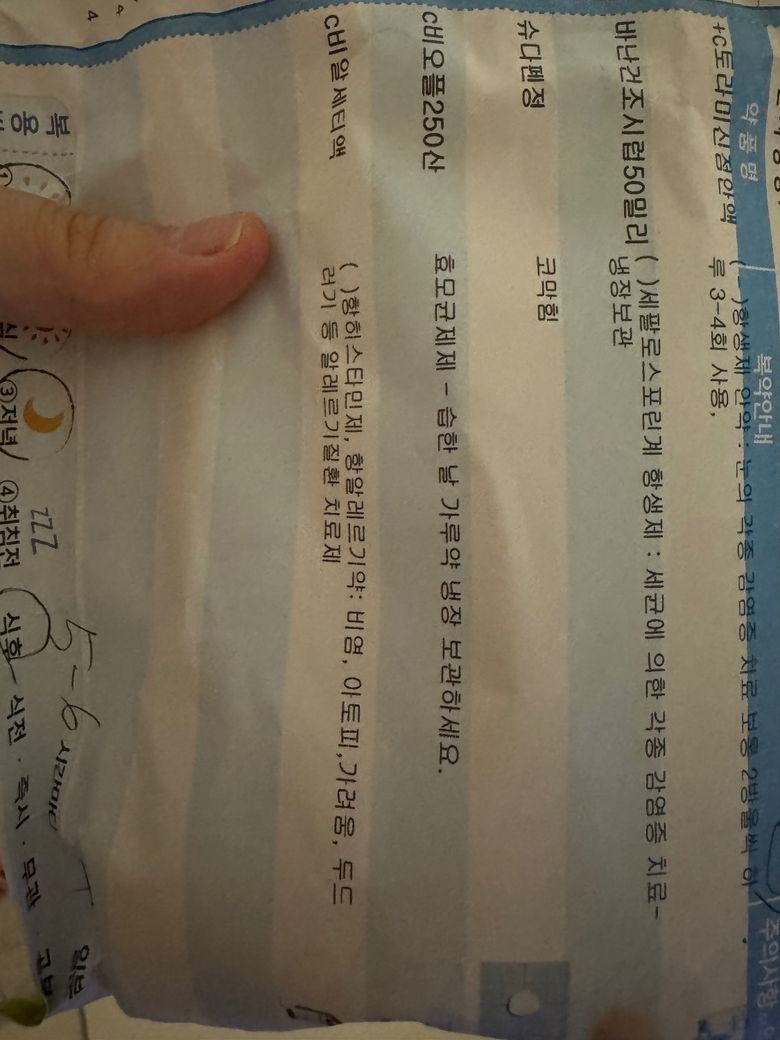 약 품 명 복약안내 주의사항
+c토라미신점안액 ( )항생제 안약 : 눈의 각종 감염증 치료 보통 2방울씩 하
루 3-4회 사용,
바난건조시럽50밀리 ( )세팔로스포린계 항생제 : 세균에 의한 각종 감염증 치료-
냉장보관
슈다펜정 코막힘
c비오플250산 효모균제제 - 습한 날 가루약 냉장 보관하세요.
c비알세티액 ( )항히스타민제, 항알레르기약: 비염, 아토피,가려움, 두드
러기 등 알레르기질환 치료제
복용
③저녁 ④취침전
zzz
식후 · 식전 · 즉시 · 무관
5-6 시간마다
4
4